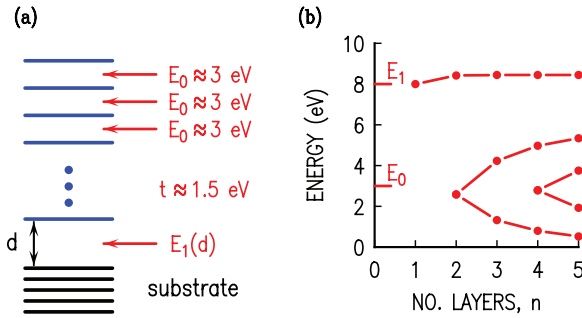 (a)
E₀ ≈ 3 eV
E₀ ≈ 3 eV
E₀ ≈ 3 eV
t ≈ 1.5 eV
d
E₁(d)
substrate
(b)
ENERGY (eV)
10
8
6
4
2
0
E₁
E₀
0 1 2 3 4 5
NO. LAYERS, n